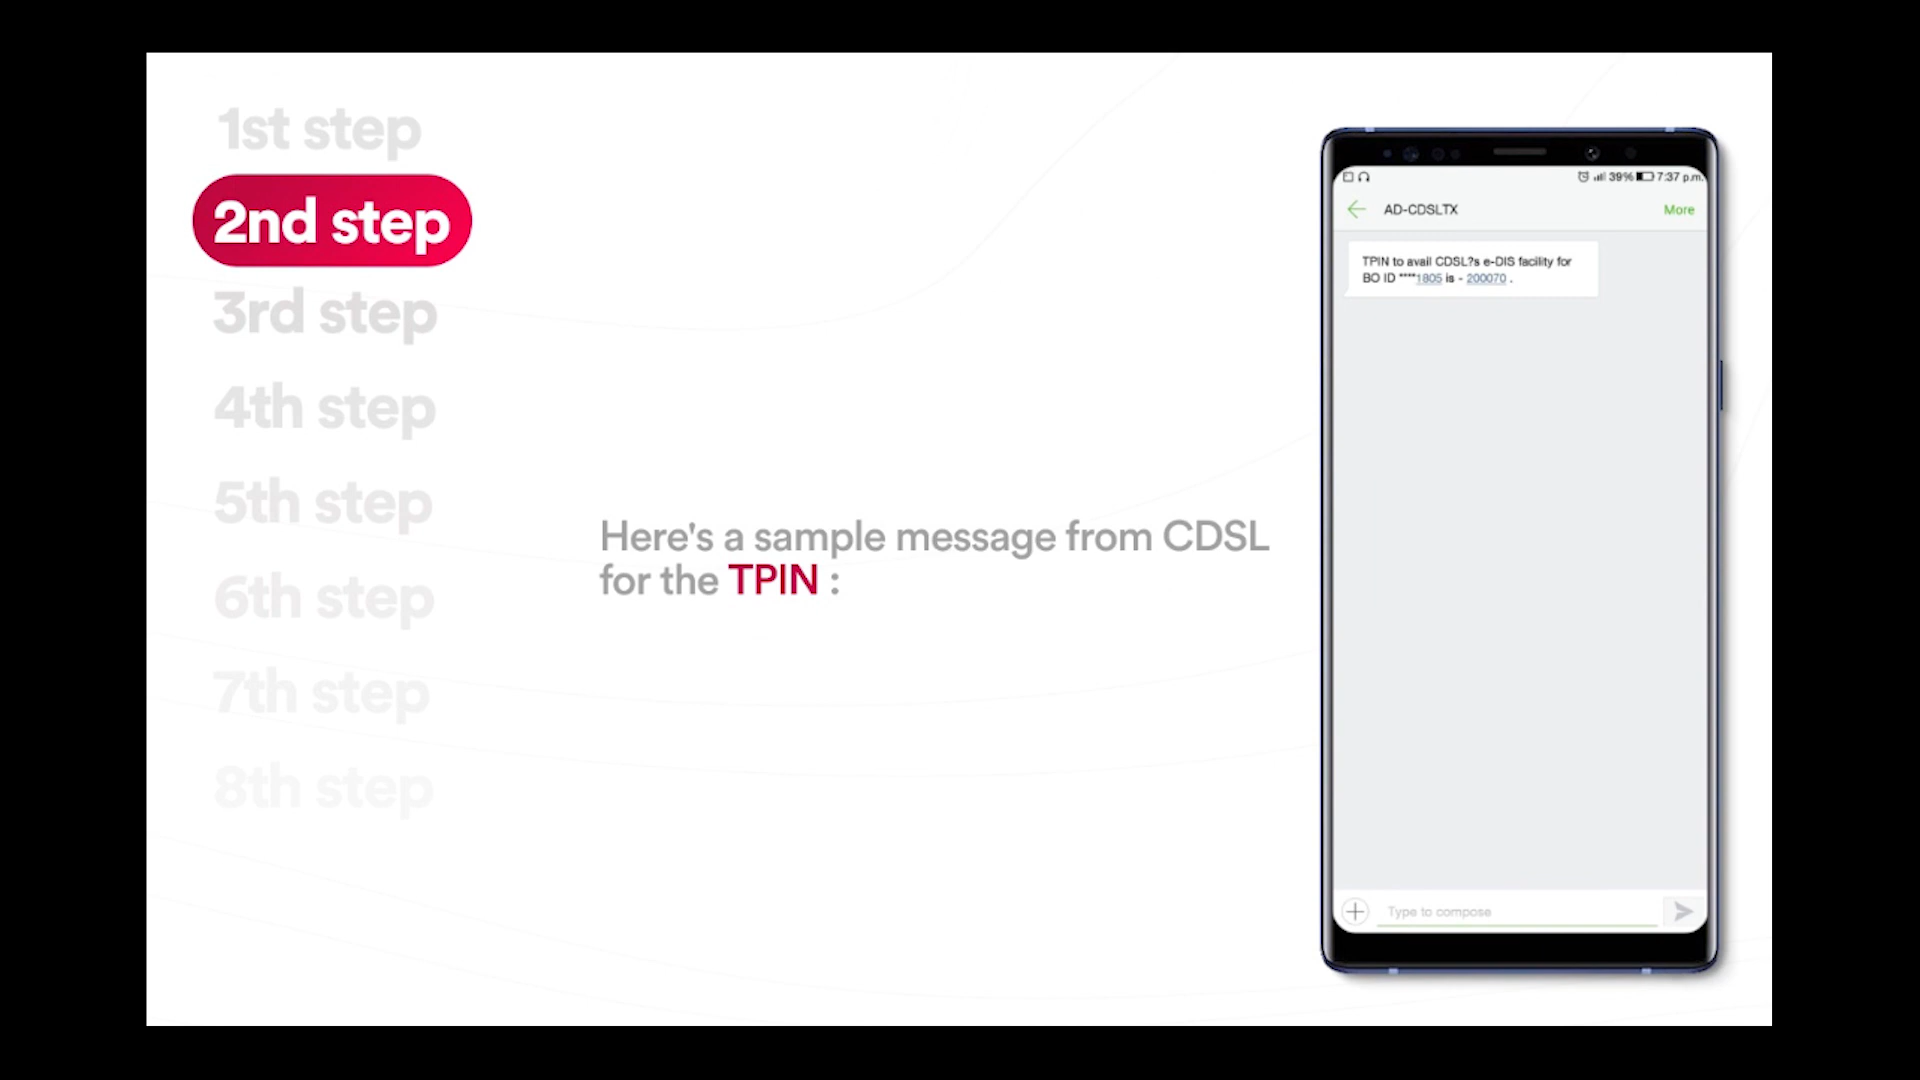 1st step
2nd step
3rd step
4th step
5th step
6th step
7th step
8th step
Here's a sample message from CDSL
for the TPIN :
39% 7:37 p.m.
AD-CDSLTX
More
TPIN to avail CDSL?s e-DIS facility for
BO ID ****1805 is - 200070 .
Type to compose